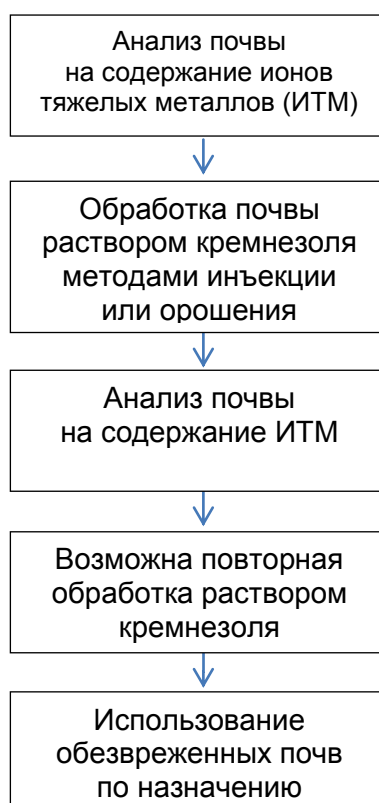 Анализ почвы
на содержание ионов
тяжелых металлов (ИТМ)
Обработка почвы
раствором кремнезоля
методами инъекции
или орошения
Анализ почвы
на содержание ИТМ
Возможна повторная
обработка раствором
кремнезоля
Использование
обезвреженных почв
по назначению